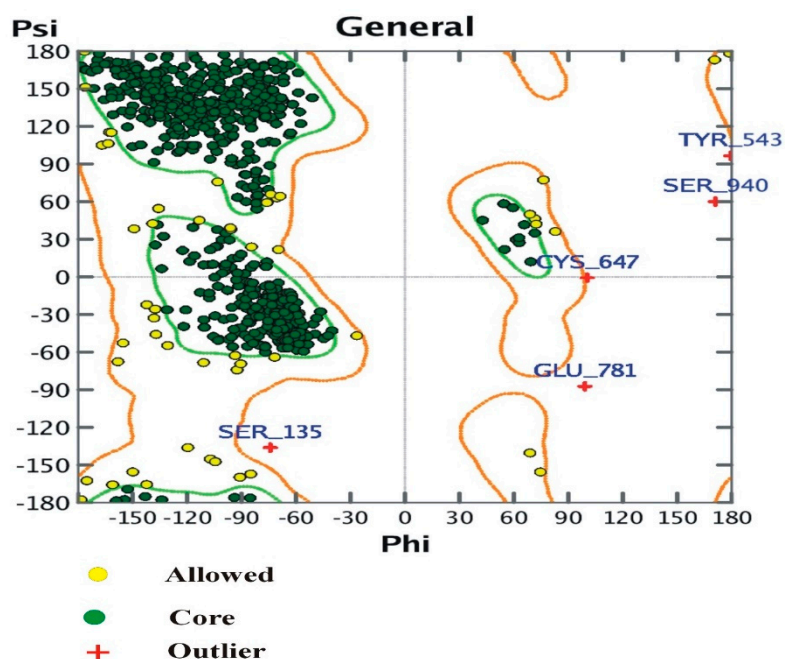 Psi General
180
150
120
90
60
30
0
-30
-60
-90
-120
-150
-180
TYR_543
SER_940
CYS_647
GLU_781
SER_135
-150 -120 -90 -60 -30 0 30 60 90 120 150 180
Phi
Allowed
Core
Outlier